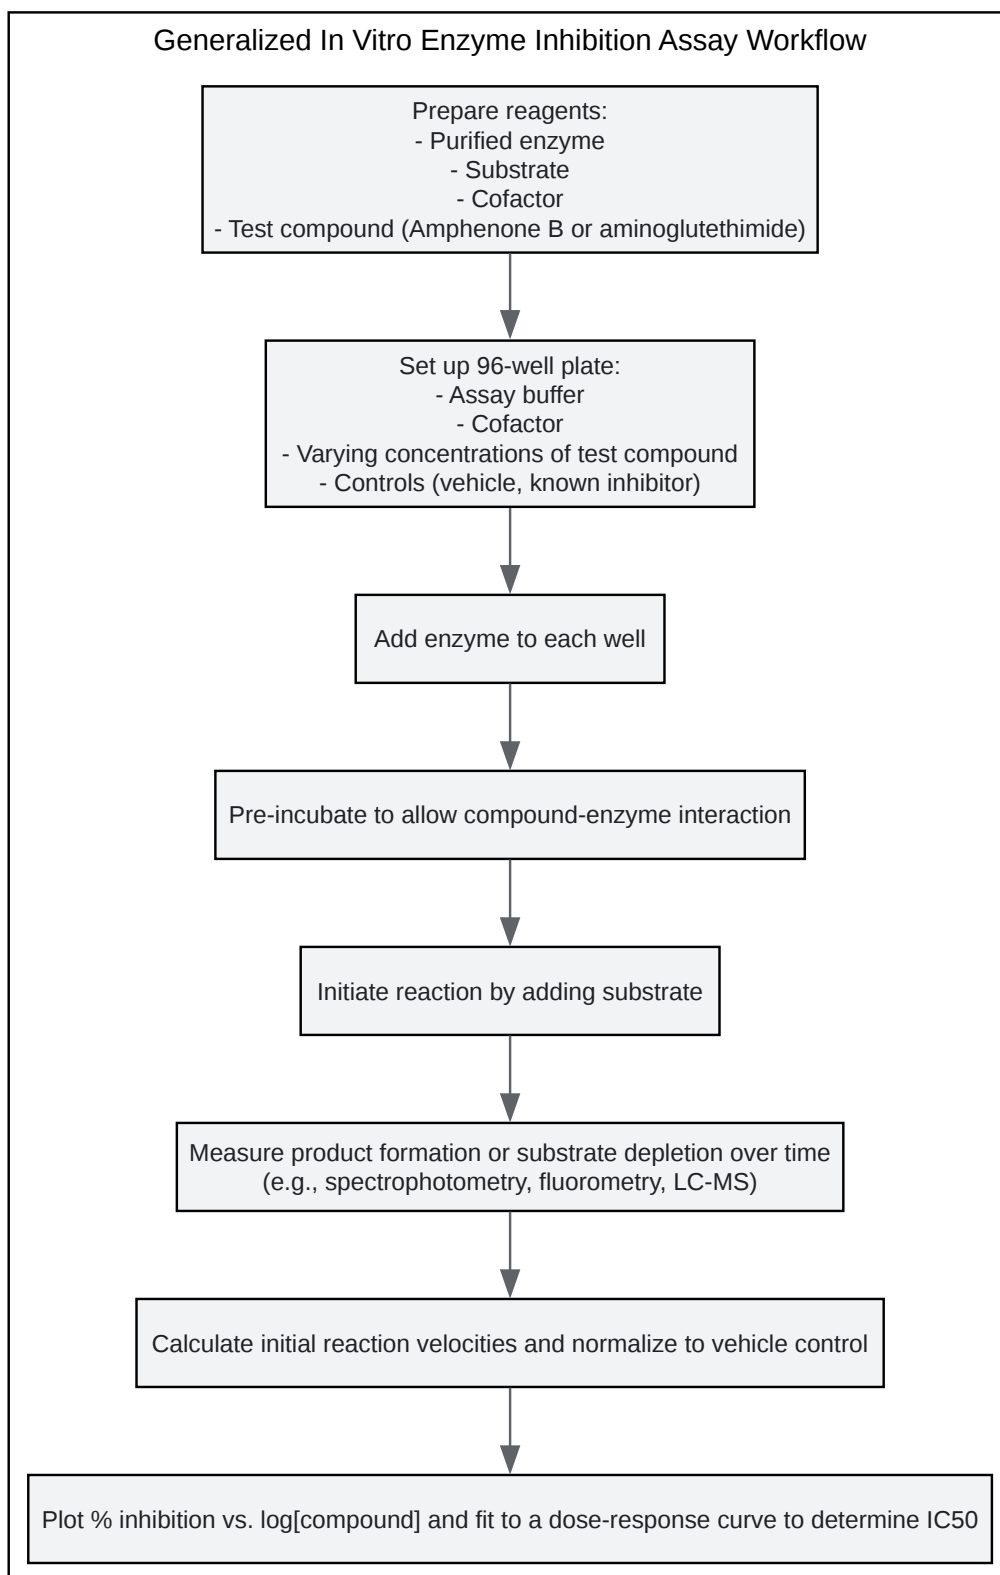 Generalized In Vitro Enzyme Inhibition Assay Workflow
Prepare reagents:
- Purified enzyme
- Substrate
- Cofactor
- Test compound (Amphenone B or aminoglutethimide)
Set up 96-well plate:
- Assay buffer
- Cofactor
- Varying concentrations of test compound
- Controls (vehicle, known inhibitor)
Add enzyme to each well
Pre-incubate to allow compound-enzyme interaction
Initiate reaction by adding substrate
Measure product formation or substrate depletion over time
(e.g., spectrophotometry, fluorometry, LC-MS)
Calculate initial reaction velocities and normalize to vehicle control
Plot % inhibition vs. log[compound] and fit to a dose-response curve to determine IC50